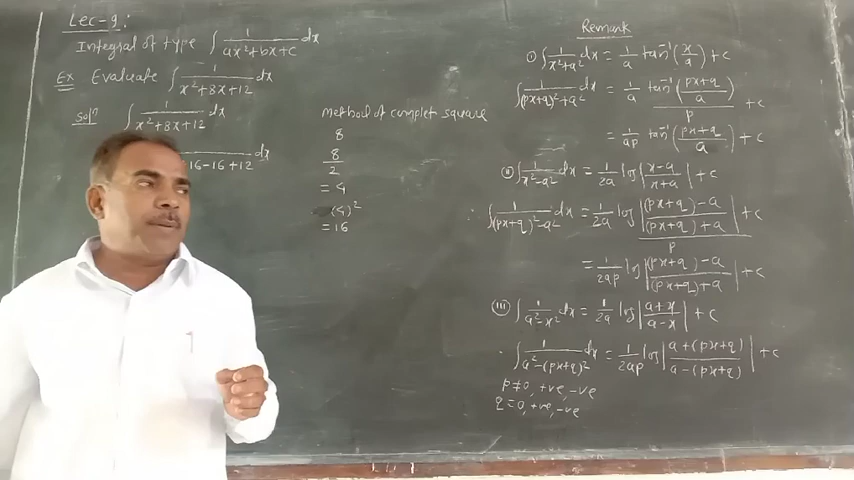 Lec-9:
Integral of type ∫ 1/(ax²+bx+c) dx
Ex Evaluate ∫ 1/(x²+8x+12) dx
Solⁿ ∫ 1/(x²+8x+12) dx
16-16+12 dx
method of complet square
8
8/2
= 4
(4)²
= 16
Remark
(i) ∫ 1/(x²+a²) dx = 1/a tan⁻¹(x/a) + c
∫ 1/((px+q)²+a²) dx = 1/a tan⁻¹((px+q)/a)/p + c
= 1/ap tan⁻¹((px+q)/a) + c
(ii) ∫ 1/(x²-a²) dx = 1/2a log|(x-a)/(x+a)| + c
∴ ∫ 1/((px+q)²-a²) dx = 1/2a log|((px+q)-a)/((px+q)+a)|/p + c
= 1/2ap log|((px+q)-a)/((px+q)+a)| + c
(iii) ∫ 1/(a²-x²) dx = 1/2a log|(a+x)/(a-x)| + c
∫ 1/(a²-(px+q)²) dx = 1/2ap log|(a+(px+q))/(a-(px+q))| + c
p≠0, +ve, -ve
q=0, +ve, -ve